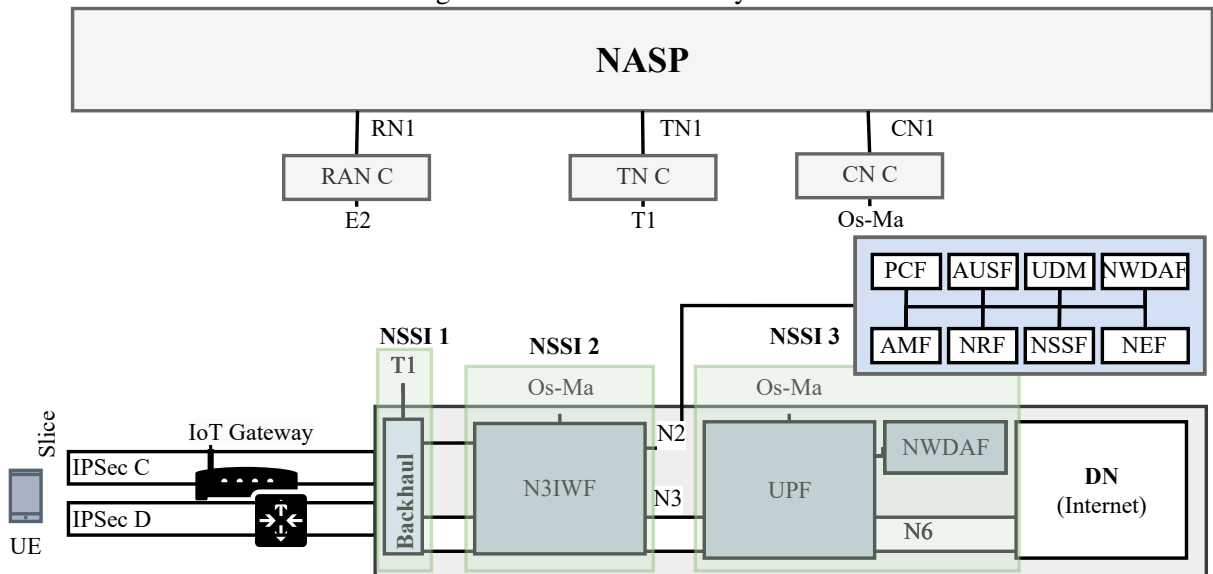 NASP
RN1
TN1
CN1
RAN C
TN C
CN C
E2
T1
Os-Ma
PCF AUSF UDM NWDAF
AMF NRF NSSF NEF
NSSI 1
NSSI 2
NSSI 3
T1
Os-Ma
Os-Ma
Slice
IoT Gateway
N2
NWDAF
IPSec C
Backhaul
N3IWF
N3
UPF
DN
(Internet)
IPSec D
N6
UE